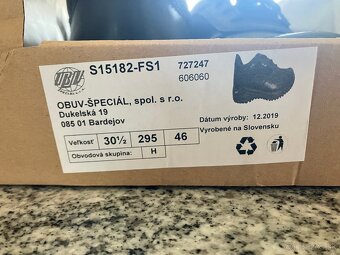 OBUV
S15182-FS1
727247
606060
OBUV-ŠPECIÁL, spol. s r.o.
Dukelská 19
085 01 Bardejov
Dátum výroby: 12.2019
Vyrobené na Slovensku
Veľkosť 30½ 295 46
Obvodová skupina: H